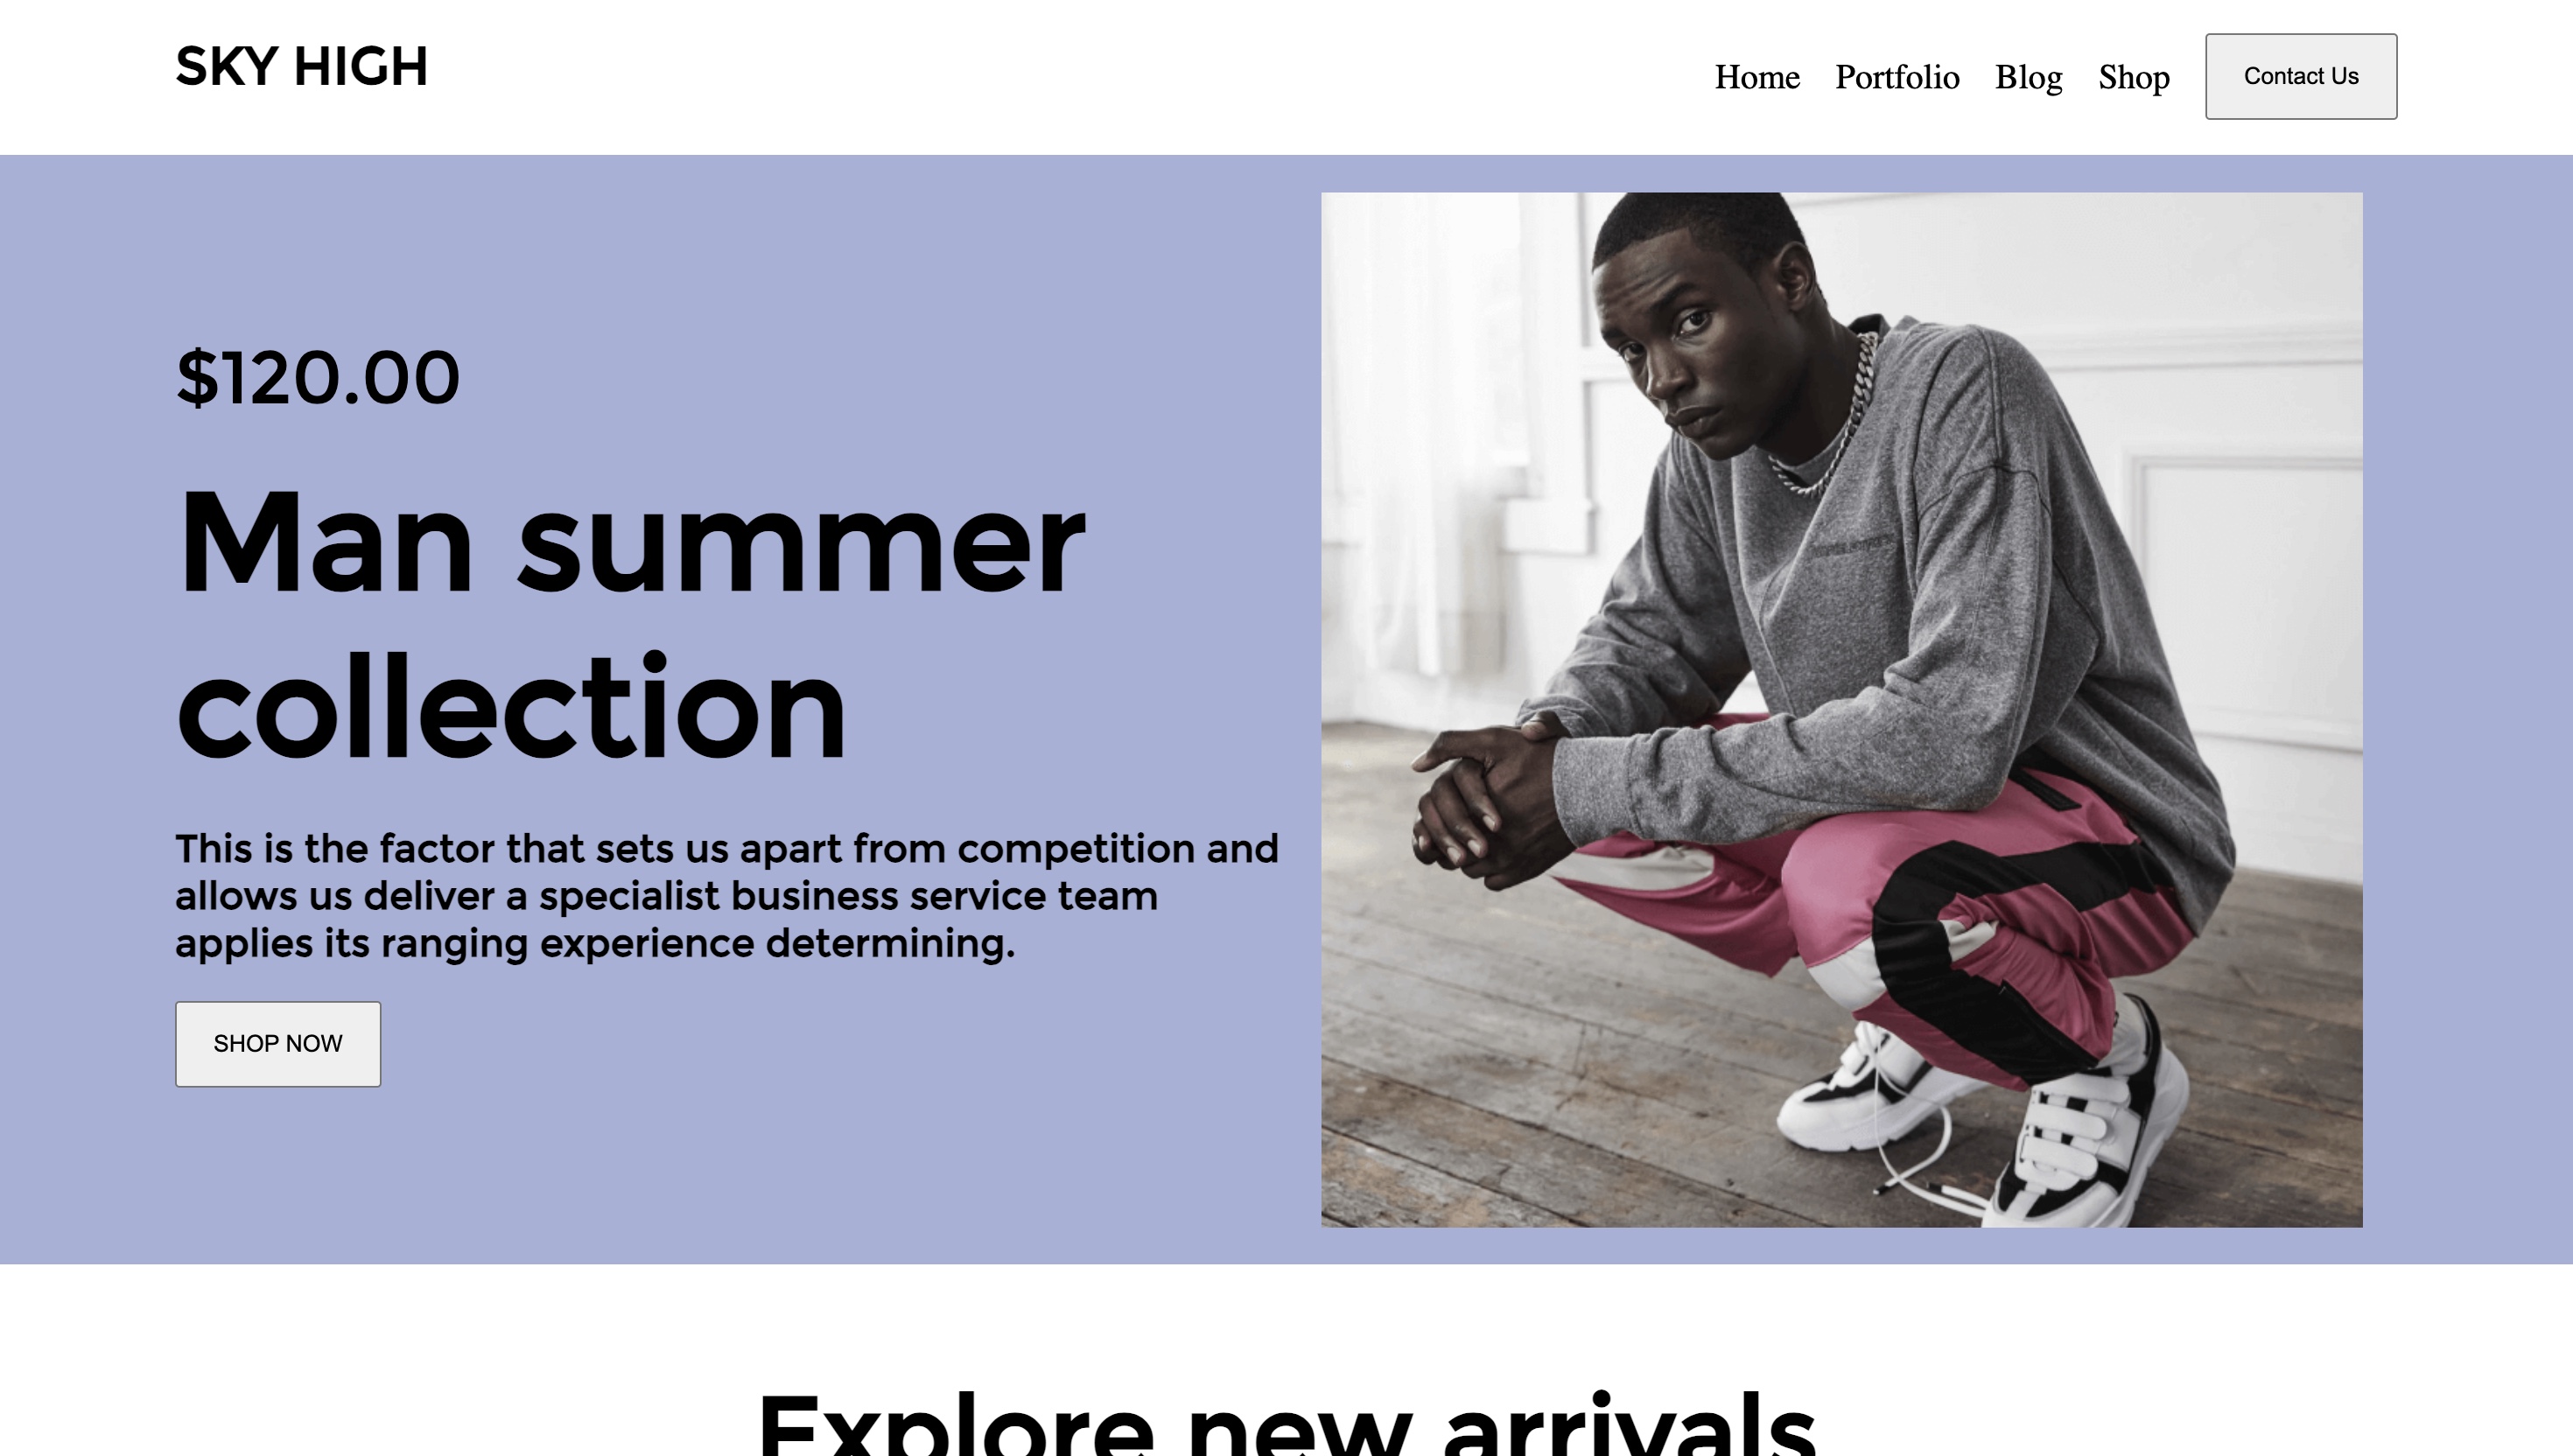 SKY HIGH
Home Portfolio Blog Shop Contact Us
$120.00
Man summer
collection
This is the factor that sets us apart from competition and
allows us deliver a specialist business service team
applies its ranging experience determining.
SHOP NOW
Explore new arrivals